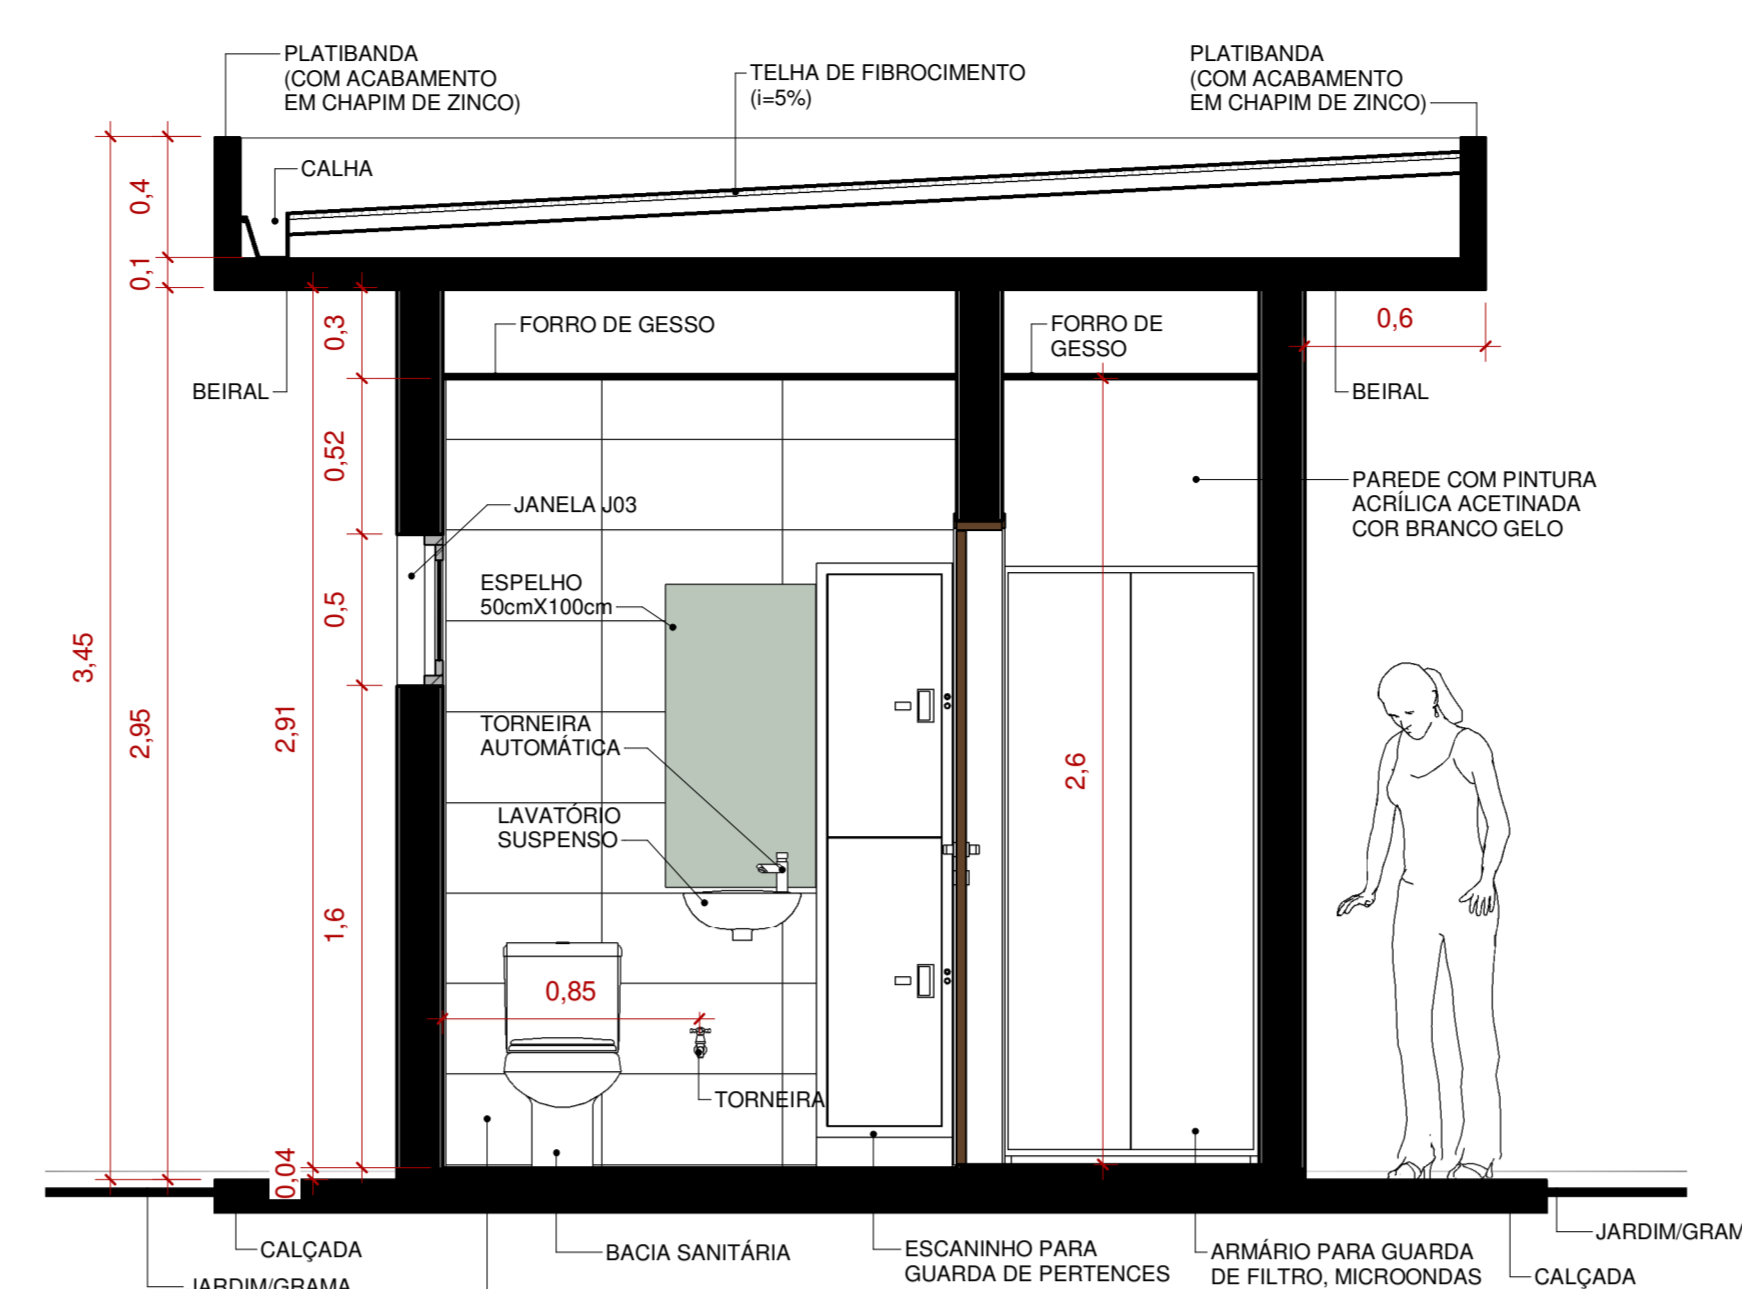 PLATIBANDA
(COM ACABAMENTO
EM CHAPIM DE ZINCO)
TELHA DE FIBROCIMENTO
(i=5%)
PLATIBANDA
(COM ACABAMENTO
EM CHAPIM DE ZINCO)
CALHA
0,4
0,1
0,3
FORRO DE GESSO
FORRO DE
GESSO
0,6
BEIRAL
BEIRAL
0,52
JANELA J03
PAREDE COM PINTURA
ACRÍLICA ACETINADA
COR BRANCO GELO
ESPELHO
50cmX100cm
0,5
3,45
2,95
2,91
TORNEIRA
AUTOMÁTICA
2,6
LAVATÓRIO
SUSPENSO
1,6
0,85
TORNEIRA
0,04
CALÇADA
JARDIM/GRAMA
BACIA SANITÁRIA
ESCANINHO PARA
GUARDA DE PERTENCES
ARMÁRIO PARA GUARDA
DE FILTRO, MICROONDAS
JARDIM/GRAM
CALÇADA